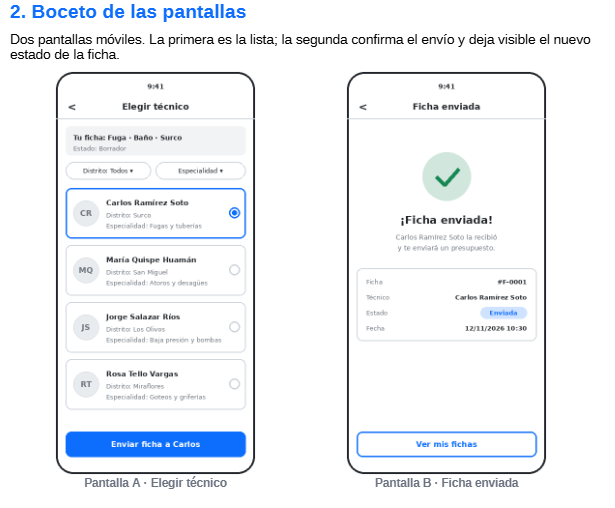 2. Boceto de las pantallas
Dos pantallas móviles. La primera es la lista; la segunda confirma el envío y deja visible el nuevo
estado de la ficha.
9:41
< Elegir técnico
Tu ficha: Fuga - Baño - Surco
Estado: Borrador
Distrito: Todos ▾ Especialidad ▾
CR
Carlos Ramírez Soto
Distrito: Surco
Especialidad: Fugas y tuberías
MQ
María Quispe Huamán
Distrito: San Miguel
Especialidad: Atoros y desagües
JS
Jorge Salazar Ríos
Distrito: Los Olivos
Especialidad: Baja presión y bombas
RT
Rosa Tello Vargas
Distrito: Miraflores
Especialidad: Goteos y griferías
Enviar ficha a Carlos
Pantalla A · Elegir técnico
9:41
< Ficha enviada
¡Ficha enviada!
Carlos Ramírez Soto la recibió
y te enviará un presupuesto.
Ficha #F-0001
Técnico Carlos Ramírez Soto
Estado Enviada
Fecha 12/11/2026 10:30
Ver mis fichas
Pantalla B · Ficha enviada